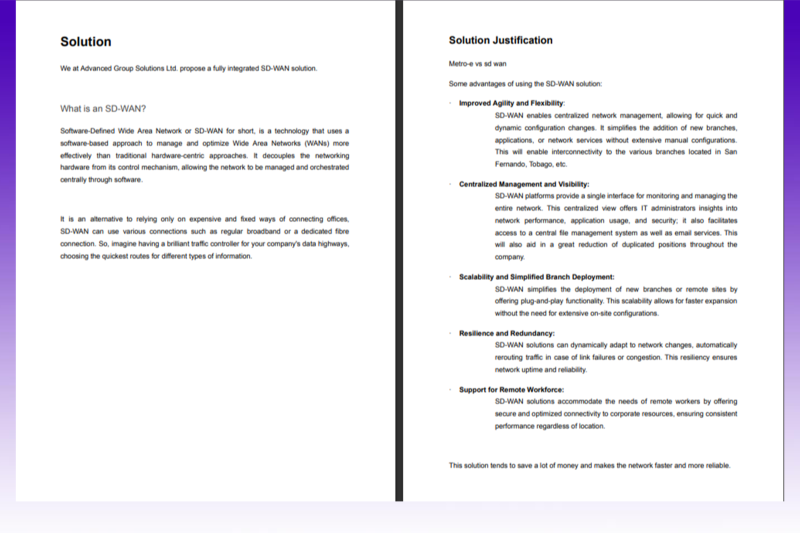 Solution
We at Advanced Group Solutions Ltd. propose a fully integrated SD-WAN solution.
What is an SD-WAN?
Software-Defined Wide Area Network or SD-WAN for short, is a technology that uses a
software-based approach to manage and optimize Wide Area Networks (WANs) more
effectively than traditional hardware-centric approaches. It decouples the networking
hardware from its control mechanism, allowing the network to be managed and orchestrated
centrally through software.
It is an alternative to relying only on expensive and fixed ways of connecting offices,
SD-WAN can use various connections such as regular broadband or a dedicated fibre
connection. So, imagine having a brilliant traffic controller for your company's data highways,
choosing the quickest routes for different types of information.
Solution Justification
Metro-e vs sd wan
Some advantages of using the SD-WAN solution:
· Improved Agility and Flexibility:
SD-WAN enables centralized network management, allowing for quick and
dynamic configuration changes. It simplifies the addition of new branches,
applications, or network services without extensive manual configurations.
This will enable interconnectivity to the various branches located in San
Fernando, Tobago, etc.
· Centralized Management and Visibility:
SD-WAN platforms provide a single interface for monitoring and managing the
entire network. This centralized view offers IT administrators insights into
network performance, application usage, and security; it also facilitates
access to a central file management system as well as email services. This
will also aid in a great reduction of duplicated positions throughout the
company.
· Scalability and Simplified Branch Deployment:
SD-WAN simplifies the deployment of new branches or remote sites by
offering plug-and-play functionality. This scalability allows for faster expansion
without the need for extensive on-site configurations.
· Resilience and Redundancy:
SD-WAN solutions can dynamically adapt to network changes, automatically
rerouting traffic in case of link failures or congestion. This resiliency ensures
network uptime and reliability.
· Support for Remote Workforce:
SD-WAN solutions accommodate the needs of remote workers by offering
secure and optimized connectivity to corporate resources, ensuring consistent
performance regardless of location.
This solution tends to save a lot of money and makes the network faster and more reliable.